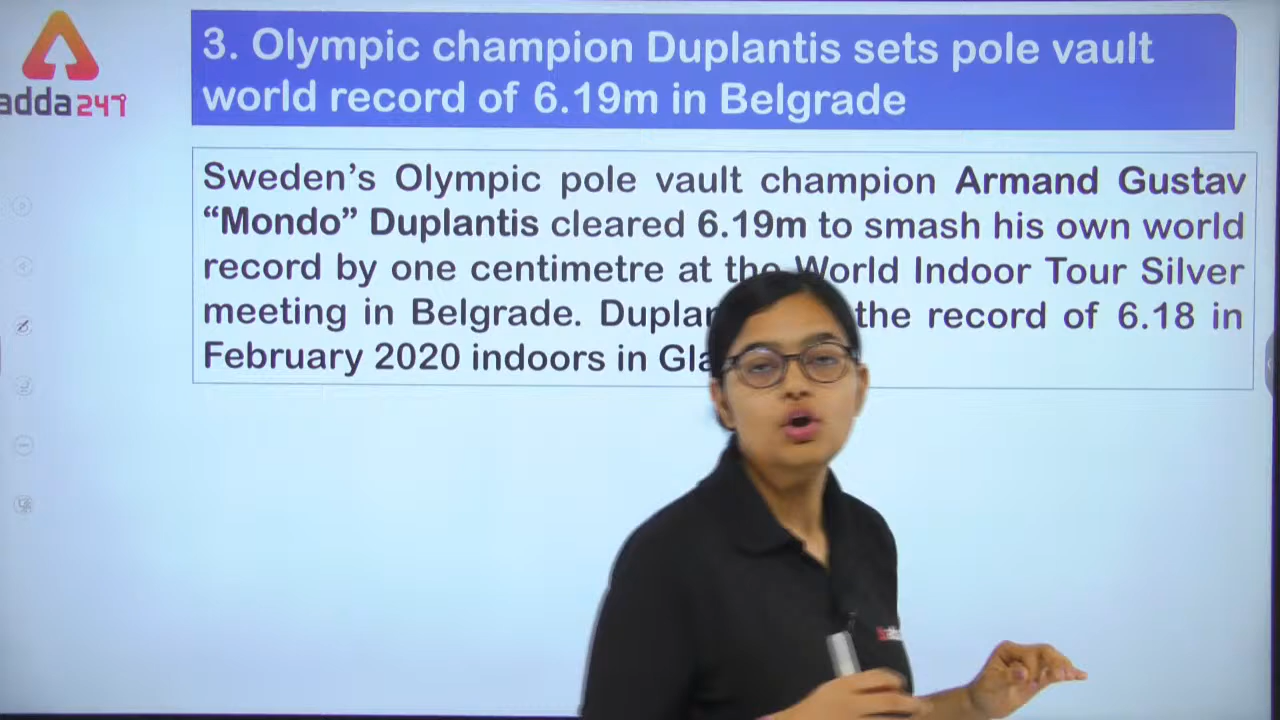 adda247
3. Olympic champion Duplantis sets pole vault
world record of 6.19m in Belgrade
Sweden's Olympic pole vault champion Armand Gustav
“Mondo” Duplantis cleared 6.19m to smash his own world
record by one centimetre at the World Indoor Tour Silver
meeting in Belgrade. the record of 6.18 in
February 2020 indoors in